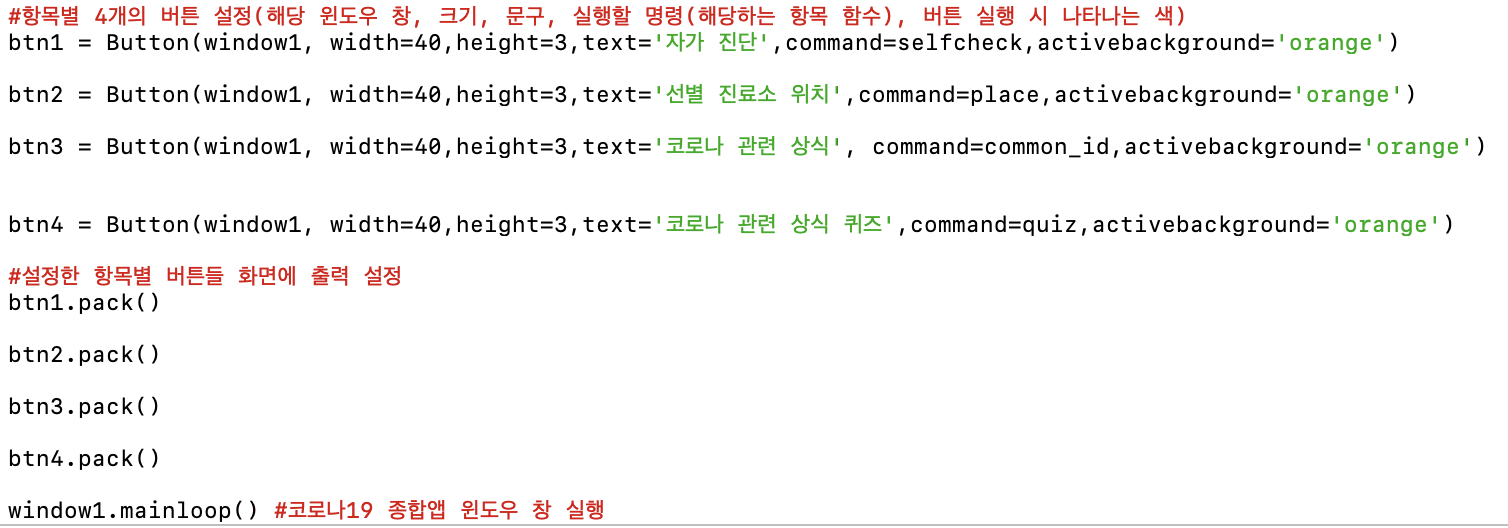 #항목별 4개의 버튼 설정(해당 윈도우 창, 크기, 문구, 실행할 명령(해당하는 항목 함수), 버튼 실행 시 나타나는 색)
btn1 = Button(window1, width=40,height=3,text='자가 진단',command=selfcheck,activebackground='orange')
btn2 = Button(window1, width=40,height=3,text='선별 진료소 위치',command=place,activebackground='orange')
btn3 = Button(window1, width=40,height=3,text='코로나 관련 상식', command=common_id,activebackground='orange')
btn4 = Button(window1, width=40,height=3,text='코로나 관련 상식 퀴즈',command=quiz,activebackground='orange')
#설정한 항목별 버튼들 화면에 출력 설정
btn1.pack()
btn2.pack()
btn3.pack()
btn4.pack()
window1.mainloop() #코로나19 종합앱 윈도우 창 실행